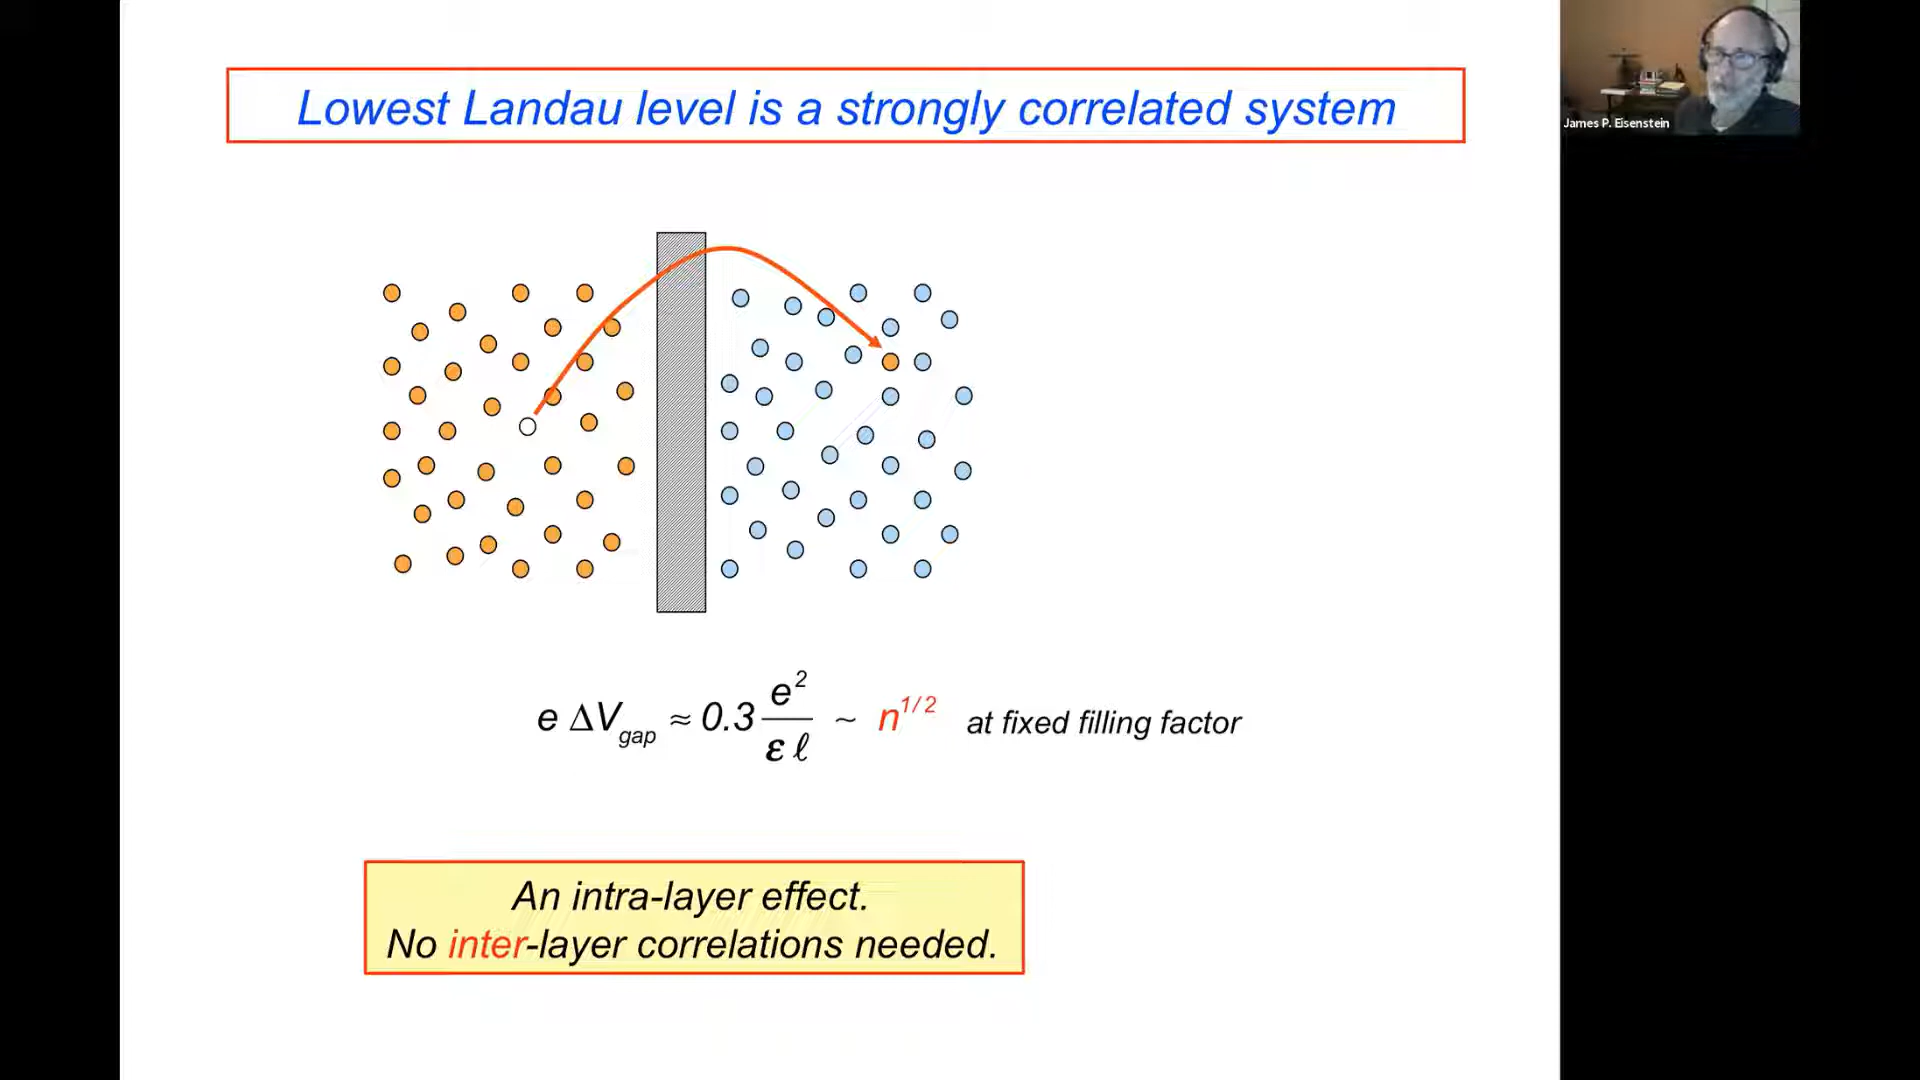 Lowest Landau level is a strongly correlated system
James P. Eisenstein
e ΔV_gap ≈ 0.3 e²/εℓ ~ n^1/2 at fixed filling factor
An intra-layer effect.
No inter-layer correlations needed.